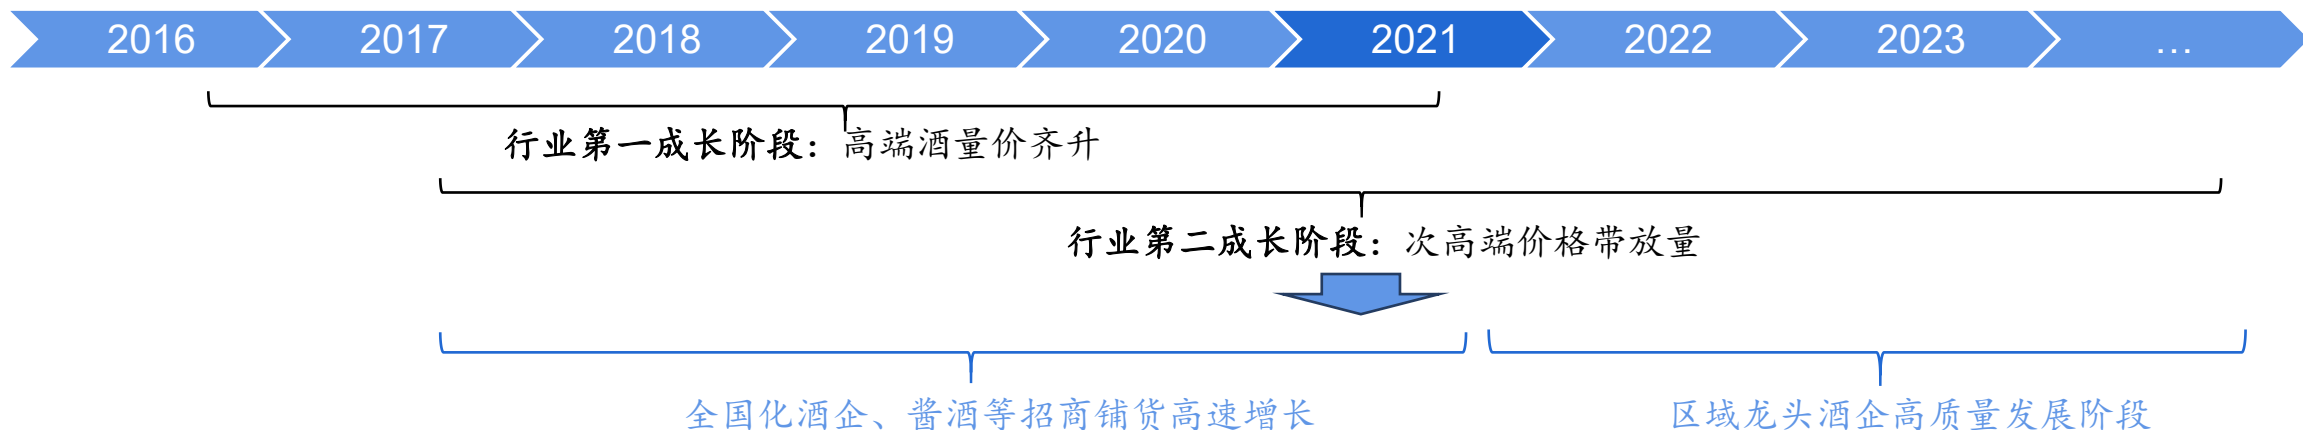 2016 2017 2018 2019 2020 2021 2022 2023 …
行业第一成长阶段：高端酒量价齐升
行业第二成长阶段：次高端价格带放量
全国化酒企、酱酒等招商铺货高速增长 区域龙头酒企高质量发展阶段